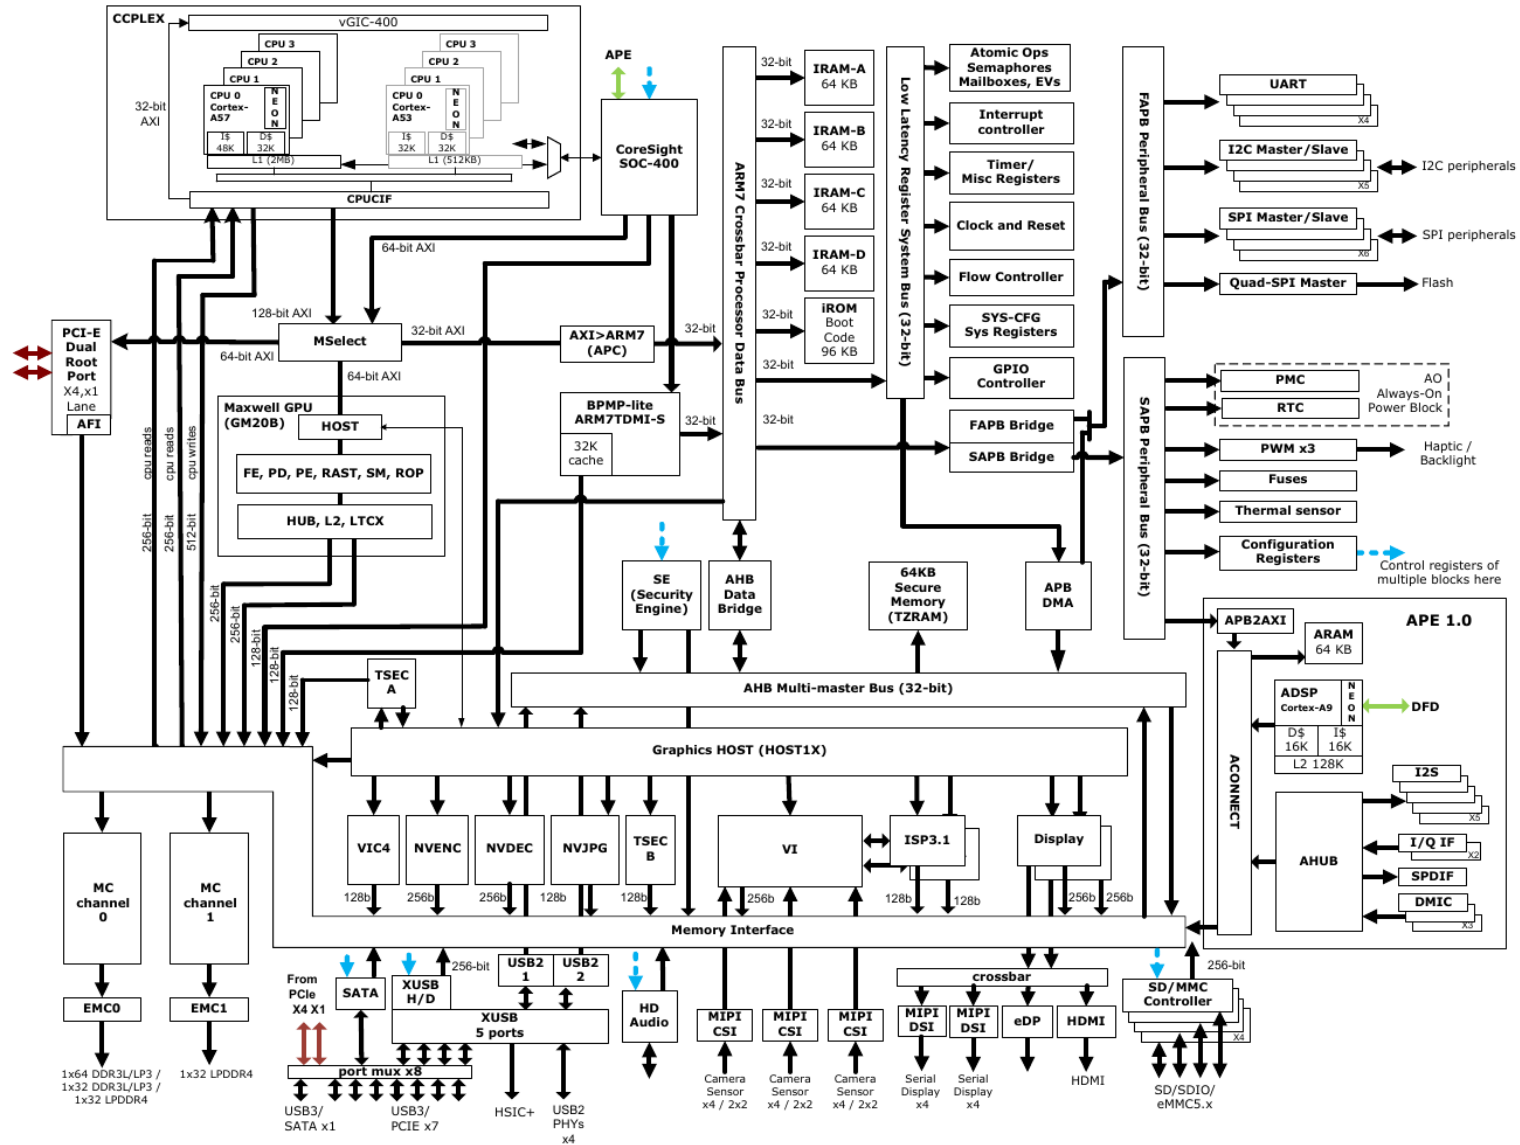 CCPLEX
vGIC-400
CPU 3
CPU 2
CPU 1
CPU 0
Cortex-
A57
N
E
O
N
I$
48K
D$
32K
L1 (2MB)
CPU 3
CPU 2
CPU 1
CPU 0
Cortex-
A53
N
E
O
N
I$
32K
D$
32K
L1 (512KB)
32-bit
AXI
CPUCIF
APE
CoreSight
SOC-400
64-bit AXI
128-bit AXI
MSelect
64-bit AXI
32-bit AXI
64-bit AXI
AXI>ARM7
(APC)
32-bit
PCI-E
Dual
Root
Port
X4,x1
Lane
AFI
Maxwell GPU
(GM20B)
HOST
FE, PD, PE, RAST, SM, ROP
HUB, L2, LTCX
BPMP-lite
ARM7TDMI-S
32K
cache
32-bit
256-bit
cpu reads
256-bit
cpu reads
512-bit
cpu writes
256-bit
256-bit
128-bit
128-bit
128-bit
ARM7 Crossbar Processor Data Bus
32-bit
IRAM-A
64 KB
32-bit
IRAM-B
64 KB
32-bit
IRAM-C
64 KB
32-bit
IRAM-D
64 KB
32-bit
iROM
Boot
Code
96 KB
32-bit
32-bit
Low Latency Register System Bus (32-bit)
Atomic Ops
Semaphores
Mailboxes, EVs
Interrupt
controller
Timer/
Misc Registers
Clock and Reset
Flow Controller
SYS-CFG
Sys Registers
GPIO
Controller
FAPB Bridge
SAPB Bridge
FAPB Peripheral Bus (32-bit)
UART
X4
I2C Master/Slave
X5
I2C peripherals
SPI Master/Slave
X6
SPI peripherals
Quad-SPI Master
Flash
SAPB Peripheral Bus (32-bit)
PMC
RTC
AO
Always-On
Power Block
PWM x3
Haptic /
Backlight
Fuses
Thermal sensor
Configuration
Registers
Control registers of
multiple blocks here
SE
(Security
Engine)
AHB
Data
Bridge
64KB
Secure
Memory
(TZRAM)
APB
DMA
APE 1.0
APB2AXI
ARAM
64 KB
ACONNECT
ADSP
Cortex-A9
N
E
O
N
D$
16K
I$
16K
L2 128K
DFD
AHUB
I2S
X5
I/Q IF
X2
SPDIF
DMIC
X3
TSEC
A
AHB Multi-master Bus (32-bit)
Graphics HOST (HOST1X)
VIC4
NVENC
NVDEC
NVJPG
TSEC
B
VI
ISP3.1
Display
128b
256b
256b
128b
128b
256b
128b
128b
256b
256b
MC
channel
0
MC
channel
1
Memory Interface
EMC0
EMC1
1x64 DDR3L/LP3 /
1x32 DDR3L/LP3 /
1x32 LPDDR4
1x32 LPDDR4
From
PCIe
X4 X1
SATA
XUSB
H/D
256-bit
USB2
1
USB2
2
XUSB
5 ports
port mux x8
USB3/
SATA x1
USB3/
PCIE x7
HSIC+
USB2
PHYs
x4
HD
Audio
MIPI
CSI
MIPI
CSI
MIPI
CSI
Camera
Sensor
x4 / 2x2
Camera
Sensor
x4 / 2x2
Camera
Sensor
x4 / 2x2
crossbar
MIPI
DSI
MIPI
DSI
eDP
HDMI
Serial
Display
x4
Serial
Display
x4
HDMI
256-bit
SD/MMC
Controller
X4
SD/SDIO/
eMMC5.x